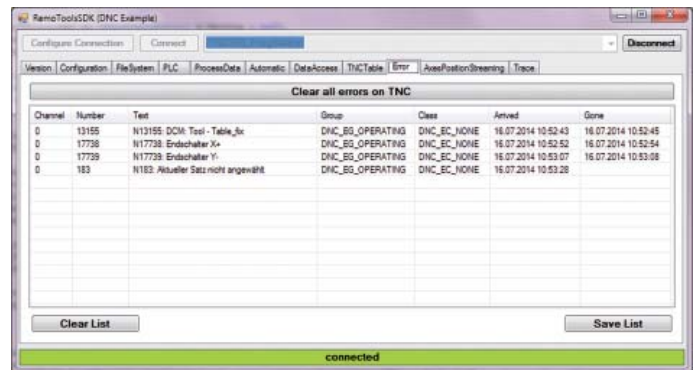 RemoToolsSDK (DNC Example)
Configure Connection Connect Disconnect
Version Configuration FileSystem PLC ProcessData Automatic DataAccess TNCTable Error AxesPositionStreaming Trace
Clear all errors on TNC
Channel Number Text Group Class Arrived Gone
0 13155 N13155: DCM: Tool - Table_fix DNC_EG_OPERATING DNC_EC_NONE 16.07.2014 10:52:43 16.07.2014 10:52:45
0 17738 N17738: Endschalter X+ DNC_EG_OPERATING DNC_EC_NONE 16.07.2014 10:52:52 16.07.2014 10:52:54
0 17739 N17739: Endschalter Y- DNC_EG_OPERATING DNC_EC_NONE 16.07.2014 10:53:07 16.07.2014 10:53:08
0 183 N183: Aktueller Satz nicht angewählt DNC_EG_OPERATING DNC_EC_NONE 16.07.2014 10:53:28
Clear List Save List
connected